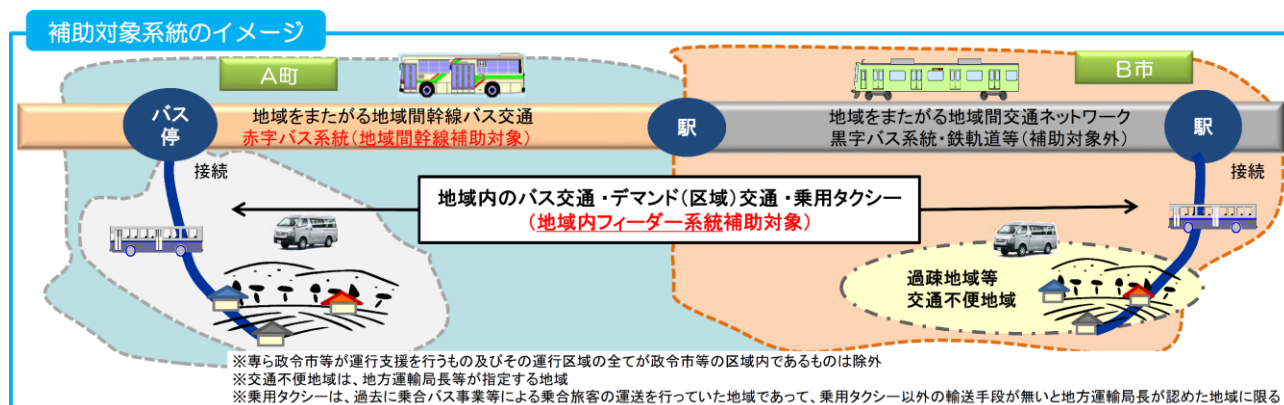 補助対象系統のイメージ
A町
B市
バス
停
地域をまたがる地域間幹線バス交通
赤字バス系統(地域間幹線補助対象)
駅
地域をまたがる地域間交通ネットワーク
黒字バス系統・鉄軌道等(補助対象外)
駅
接続
接続
地域内のバス交通・デマンド(区域)交通・乗用タクシー
(地域内フィーダー系統補助対象)
過疎地域等
交通不便地域
※専ら政令市等が運行支援を行うもの及びその運行区域の全てが政令市等の区域内であるものは除外
※交通不便地域は、地方運輸局長等が指定する地域
※乗用タクシーは、過去に乗合バス事業等による乗合旅客の運送を行っていた地域であって、乗用タクシー以外の輸送手段が無いと地方運輸局長が認めた地域に限る